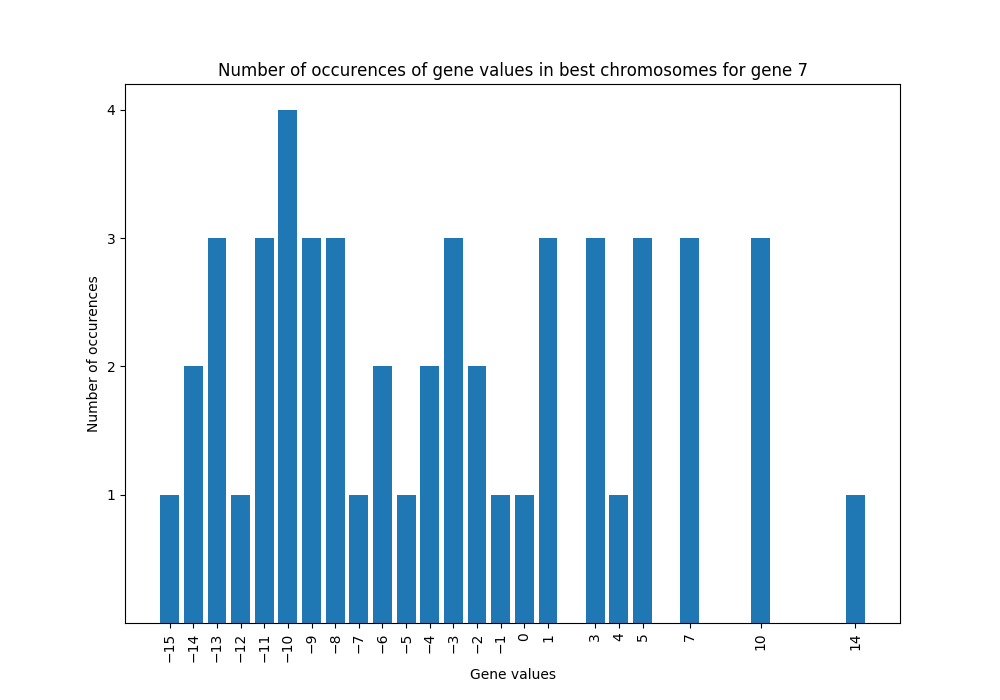 Number of occurences of gene values in best chromosomes for gene 7
4
3
2
1
Number of occurences
−15 −14 −13 −12 −11 −10 −9 −8 −7 −6 −5 −4 −3 −2 −1 0 1 3 4 5 7 10 14
Gene values